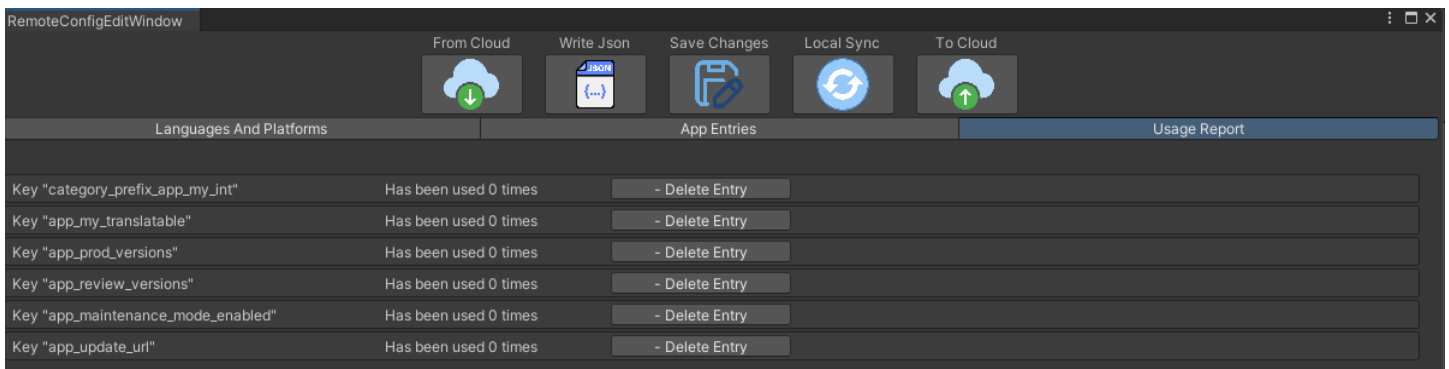 RemoteConfigEditWindow
From Cloud Write Json Save Changes Local Sync To Cloud
JSON
{...}
Languages And Platforms App Entries Usage Report
Key "category_prefix_app_my_int" Has been used 0 times - Delete Entry
Key "app_my_translatable" Has been used 0 times - Delete Entry
Key "app_prod_versions" Has been used 0 times - Delete Entry
Key "app_review_versions" Has been used 0 times - Delete Entry
Key "app_maintenance_mode_enabled" Has been used 0 times - Delete Entry
Key "app_update_url" Has been used 0 times - Delete Entry